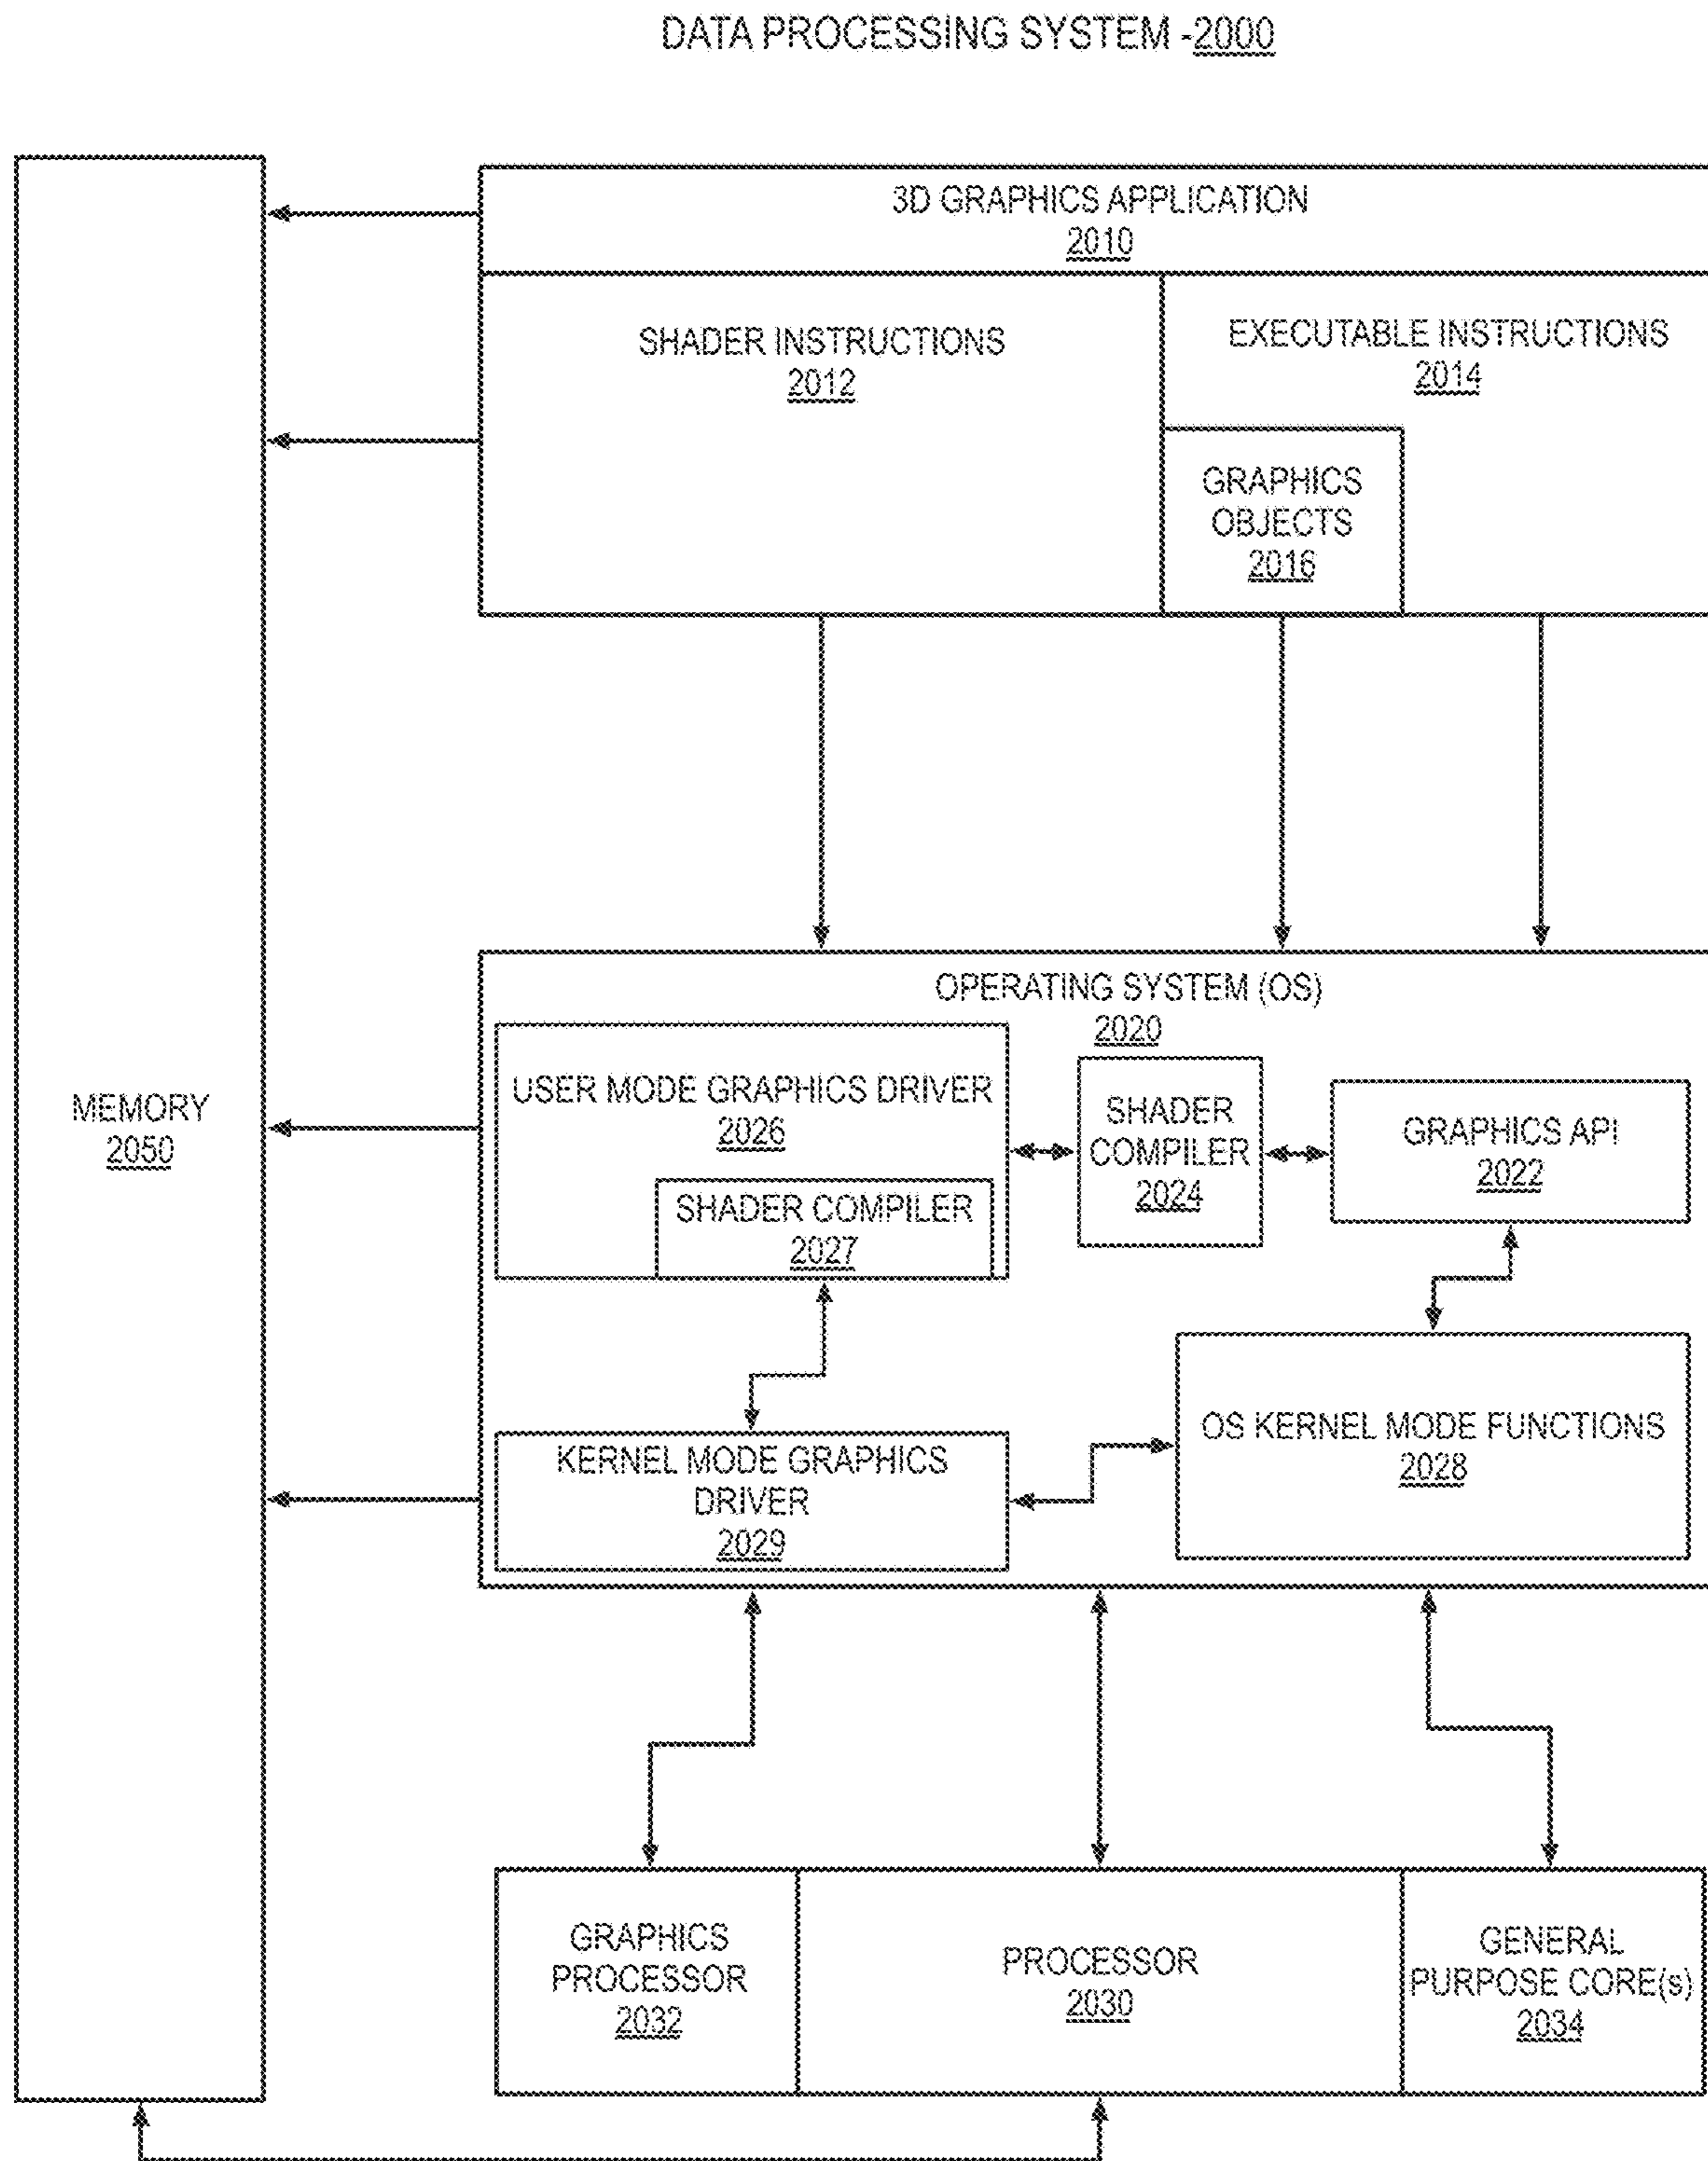 DATA PROCESSING SYSTEM -2000
3D GRAPHICS APPLICATION
2010
SHADER INSTRUCTIONS
2012
EXECUTABLE INSTRUCTIONS
2014
GRAPHICS
OBJECTS
2016
OPERATING SYSTEM (OS)
2020
USER MODE GRAPHICS DRIVER
2026
SHADER COMPILER
2027
SHADER
COMPILER
2024
GRAPHICS API
2022
MEMORY
2050
KERNEL MODE GRAPHICS
DRIVER
2029
OS KERNEL MODE FUNCTIONS
2028
GRAPHICS
PROCESSOR
2032
PROCESSOR
2030
GENERAL
PURPOSE CORE(s)
2034